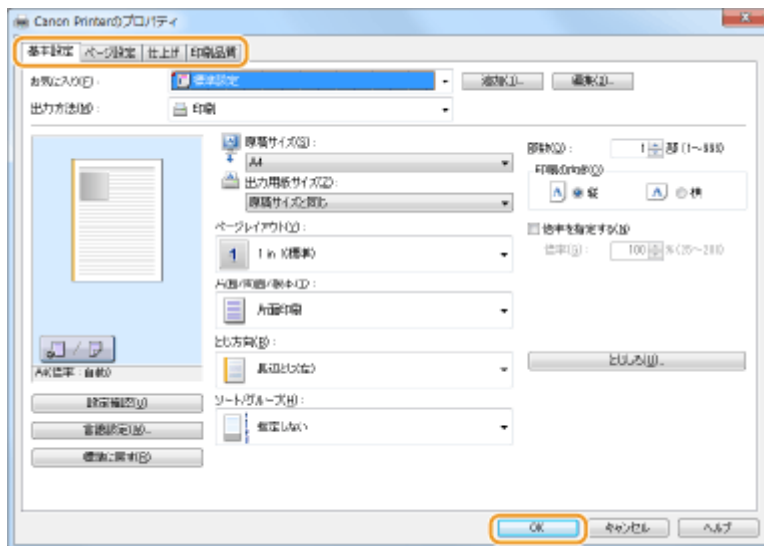 Canon Printerのプロパティ
基本設定 ページ設定 仕上げ 印刷品質
お気に入り(F): 標準設定 追加(1)... 編集(2)...
出力方法(M): 印刷
原稿サイズ(S):
A4
出力用紙サイズ(Z):
原稿サイズと同じ
部数(Q): 1 部 (1~999)
印刷の向き(O)
A 縦 A 横
ページレイアウト(Y):
1 1 in 1(標準)
倍率を指定する(N)
倍率(G): 100 % (25~200)
片面/両面/製本(T):
片面印刷
とじ方向(B):
長辺とじ(左)
とじしろ(U)...
A4(倍率:自動)
設定確認(V)
言語設定(W)...
標準に戻す(R)
ソート/グループ(H):
指定しない
OK キャンセル ヘルプ